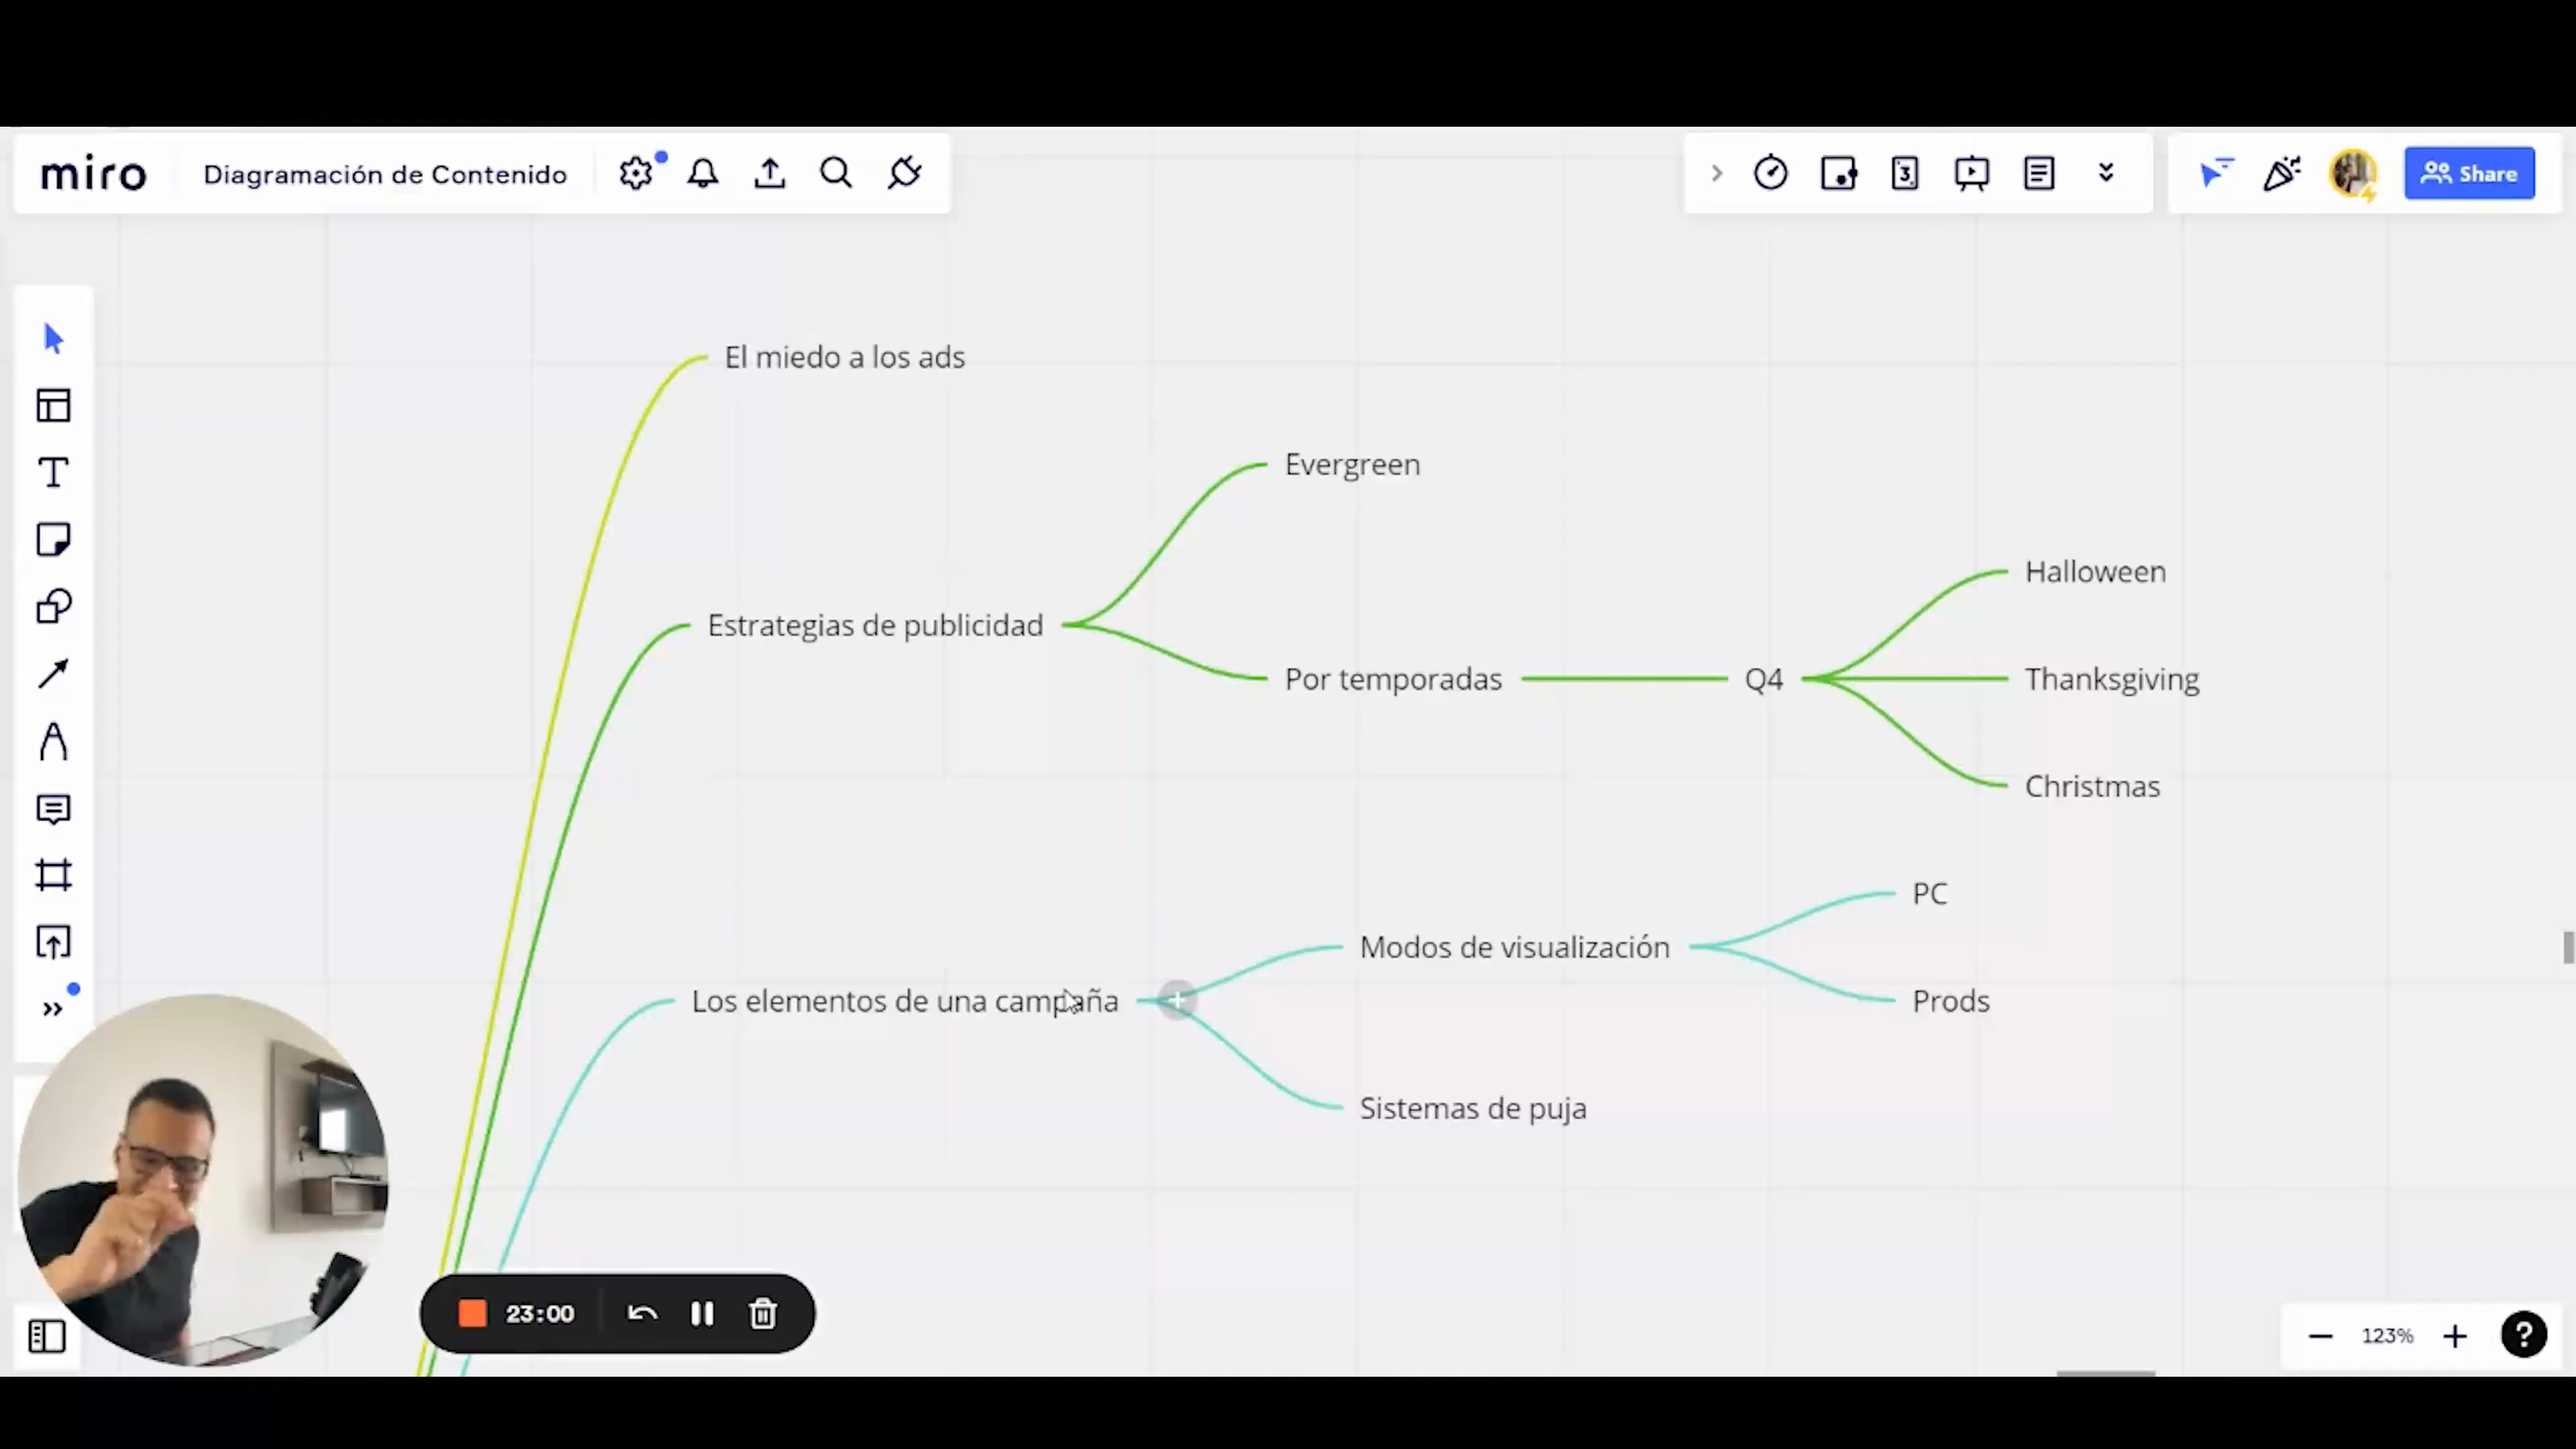 miro
Diagramación de Contenido
3
Share
El miedo a los ads
Evergreen
Halloween
Estrategias de publicidad
Por temporadas
Q4
Thanksgiving
Christmas
PC
Modos de visualización
Los elementos de una campaña
Prods
Sistemas de puja
23:00
123%